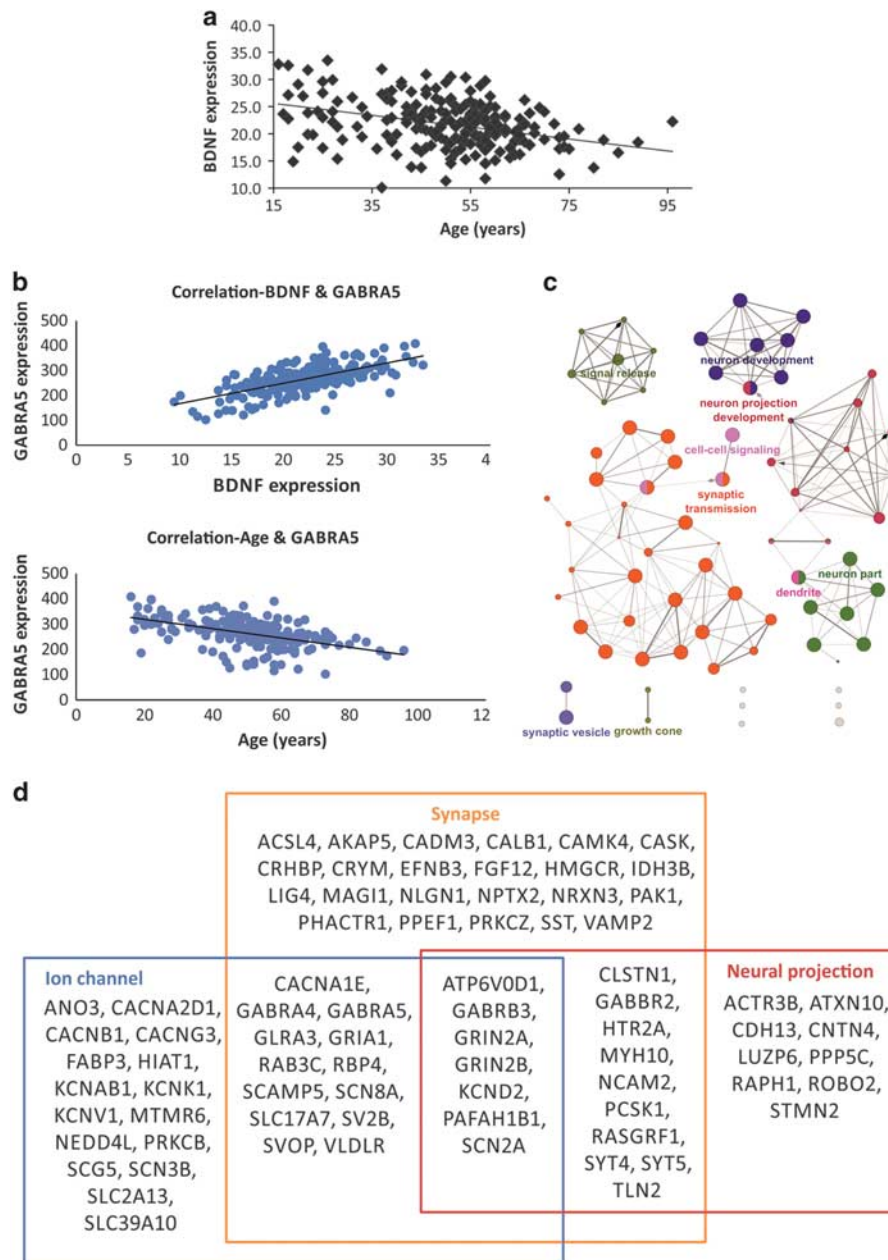 a
40.0
35.0
30.0
25.0
20.0
15.0
10.0
BDNF expression
15 35 55 75 95
Age (years)
b
Correlation-BDNF & GABRA5
500
400
300
200
100
0
GABRA5 expression
0 5 10 15 20 25 30 35 4
BDNF expression
Correlation-Age & GABRA5
500
400
300
200
100
0
GABRA5 expression
0 20 40 60 80 100 12
Age (years)
c
signal release
neuron development
neuron projection
development
cell-cell signaling
synaptic
transmission
neuron part
dendrite
synaptic vesicle
growth cone
d
Synapse
ACSL4, AKAP5, CADM3, CALB1, CAMK4, CASK,
CRHBP, CRYM, EFNB3, FGF12, HMGCR, IDH3B,
LIG4, MAGI1, NLGN1, NPTX2, NRXN3, PAK1,
PHACTR1, PPEF1, PRKCZ, SST, VAMP2
Ion channel
ANO3, CACNA2D1,
CACNB1, CACNG3,
FABP3, HIAT1,
KCNAB1, KCNK1,
KCNV1, MTMR6,
NEDD4L, PRKCB,
SCG5, SCN3B,
SLC2A13,
SLC39A10
CACNA1E,
GABRA4, GABRA5,
GLRA3, GRIA1,
RAB3C, RBP4,
SCAMP5, SCN8A,
SLC17A7, SV2B,
SVOP, VLDLR
ATP6V0D1,
GABRB3,
GRIN2A,
GRIN2B,
KCND2,
PAFAH1B1,
SCN2A
CLSTN1,
GABBR2,
HTR2A,
MYH10,
NCAM2,
PCSK1,
RASGRF1,
SYT4, SYT5,
TLN2
Neural projection
ACTR3B, ATXN10,
CDH13, CNTN4,
LUZP6, PPP5C,
RAPH1, ROBO2,
STMN2